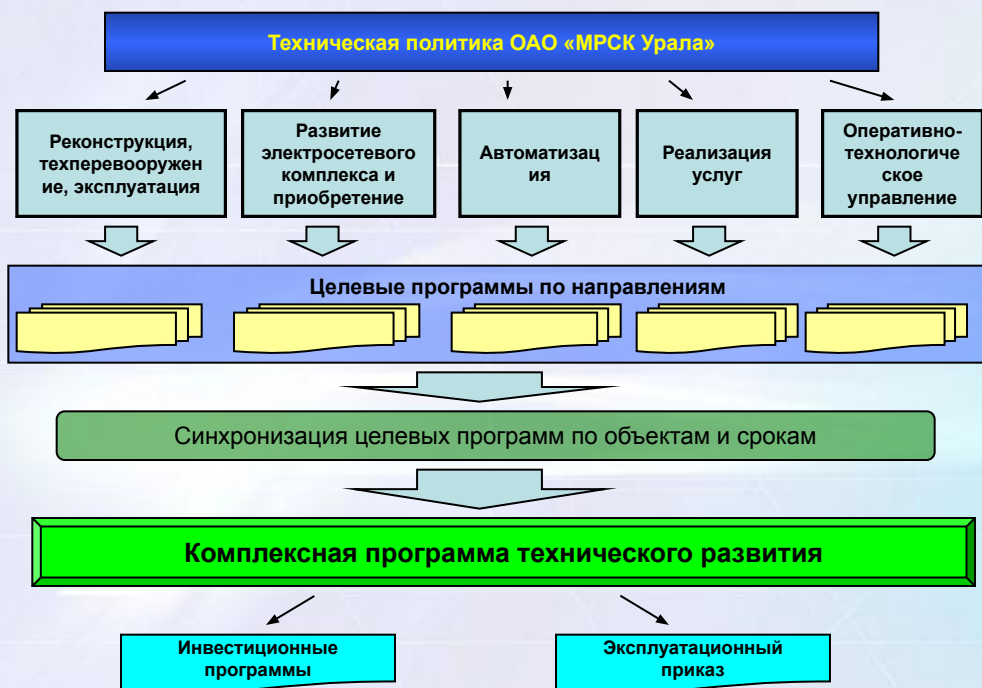 Техническая политика ОАО «МРСК Урала»
Реконструкция,
техперевооружен
ие, эксплуатация
Развитие
электросетевого
комплекса и
приобретение
Автоматизац
ия
Реализация
услуг
Оперативно-
технологиче
ское
управление
Целевые программы по направлениям
Синхронизация целевых программ по объектам и срокам
Комплексная программа технического развития
Инвестиционные
программы
Эксплуатационный
приказ